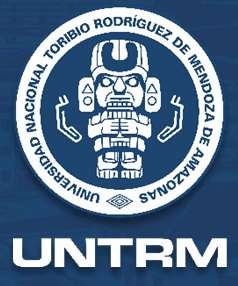 UNIVERSIDAD NACIONAL TORIBIO RODRÍGUEZ DE MENDOZA DE AMAZONAS
UNTRM